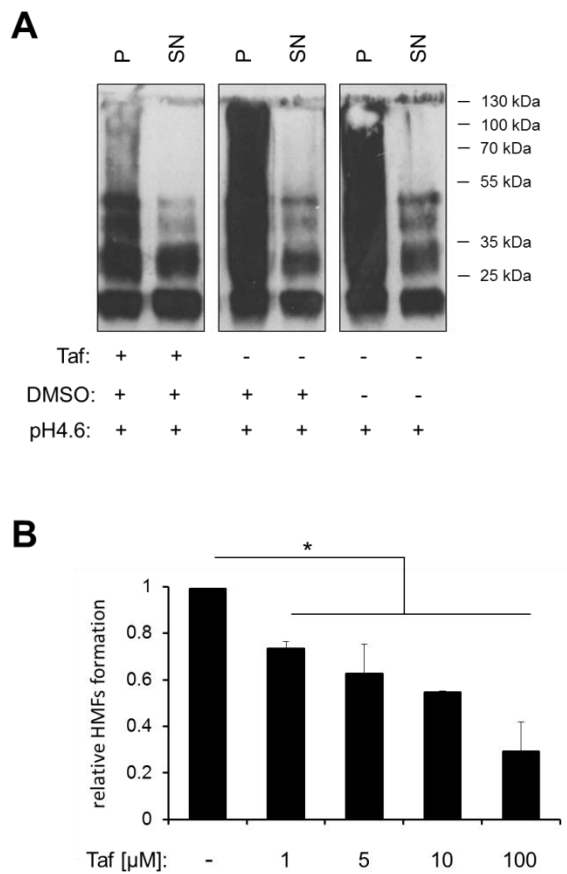 A
P SN P SN P SN
130 kDa
100 kDa
70 kDa
55 kDa
35 kDa
25 kDa
Taf: + + - - - -
DMSO: + + + + - -
pH4.6: + + + + + +
B
*
relative HMFs formation
1
0.8
0.6
0.4
0.2
0
Taf [µM]: - 1 5 10 100